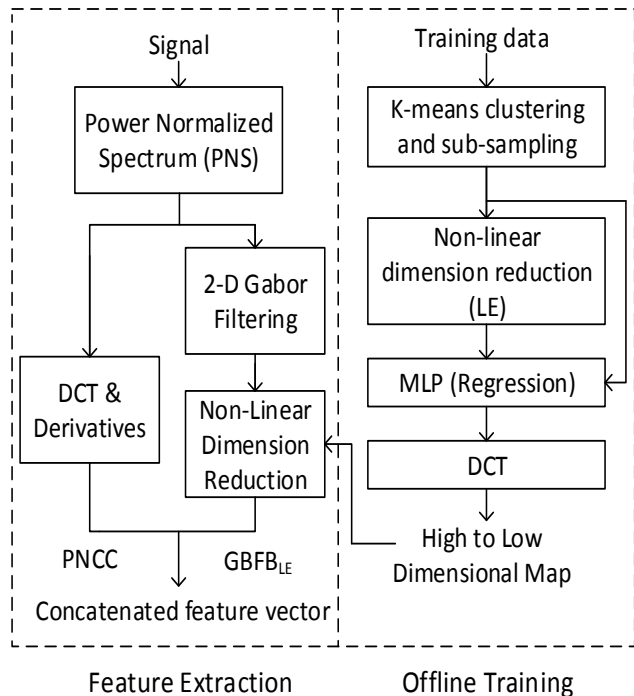 Signal
Power Normalized
Spectrum (PNS)
2-D Gabor
Filtering
DCT &
Derivatives
Non-Linear
Dimension
Reduction
PNCC
GBFB_LE
Concatenated feature vector
Feature Extraction
Training data
K-means clustering
and sub-sampling
Non-linear
dimension reduction
(LE)
MLP (Regression)
DCT
High to Low
Dimensional Map
Offline Training